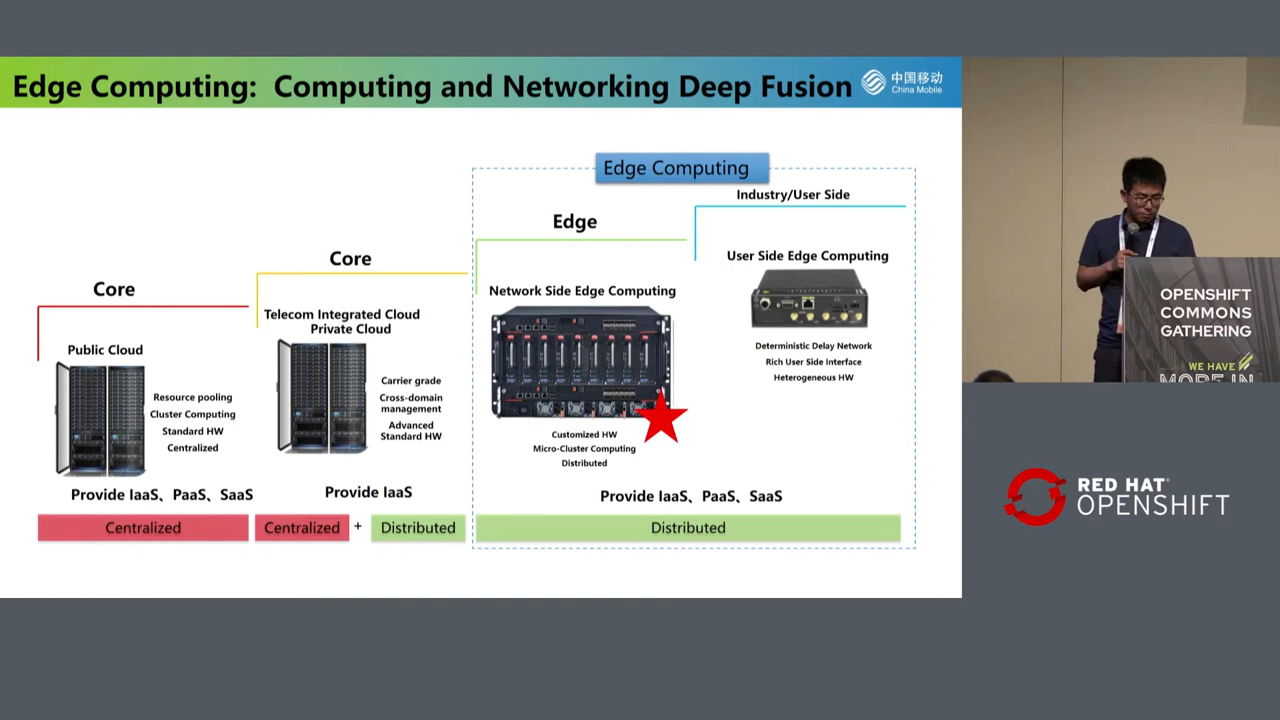 Edge Computing: Computing and Networking Deep Fusion
中国移动
China Mobile
Edge Computing
Industry/User Side
Edge
User Side Edge Computing
Core
Network Side Edge Computing
Core
Telecom Integrated Cloud
Private Cloud
Public Cloud
Deterministic Delay Network
Rich User Side Interface
Heterogeneous HW
Carrier grade
Cross-domain
management
Advanced
Standard HW
Resource pooling
Cluster Computing
Standard HW
Centralized
Customized HW
Micro-Cluster Computing
Distributed
Provide IaaS、PaaS、SaaS
Provide IaaS
Provide IaaS、PaaS、SaaS
Centralized
Centralized
+
Distributed
Distributed
OPENSHIFT
COMMONS
GATHERING
WE HAVE
MORE IN
RED HAT®
OPENSHIFT